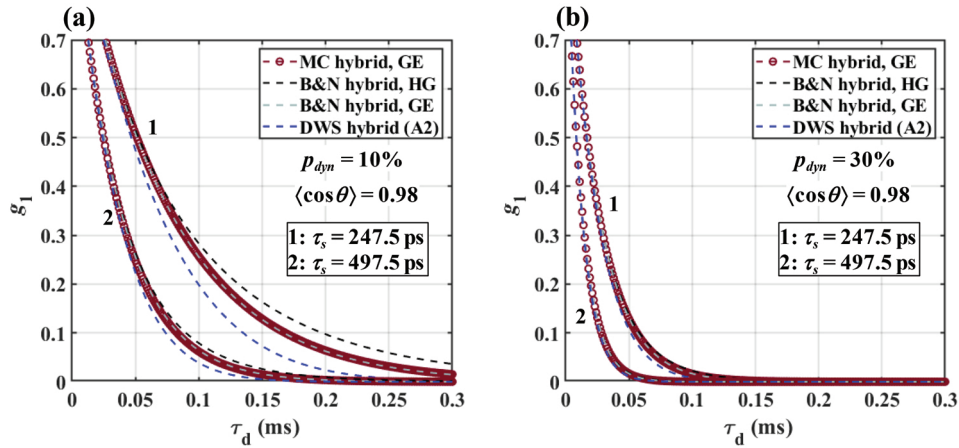 (a)
0.7
0.6
0.5
0.4
0.3
0.2
0.1
0
g₁
MC hybrid, GE
B&N hybrid, HG
B&N hybrid, GE
DWS hybrid (A2)
1
2
p_dyn = 10%
⟨cosθ⟩ = 0.98
1: τₛ = 247.5 ps
2: τₛ = 497.5 ps
0 0.05 0.1 0.15 0.2 0.25 0.3
τ_d (ms)
(b)
0.7
0.6
0.5
0.4
0.3
0.2
0.1
0
g₁
MC hybrid, GE
B&N hybrid, HG
B&N hybrid, GE
DWS hybrid (A2)
1
2
p_dyn = 30%
⟨cosθ⟩ = 0.98
1: τₛ = 247.5 ps
2: τₛ = 497.5 ps
0 0.05 0.1 0.15 0.2 0.25 0.3
τ_d (ms)